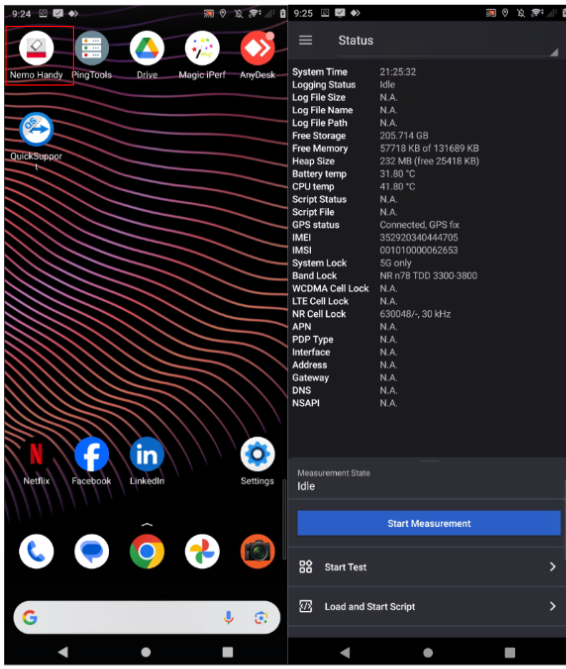 9:24
Nemo Handy
PingTools
Drive
Magic iPerf
AnyDesk
QS
QuickSuppor
t
N
Netflix
Facebook
in
LinkedIn
Settings
G
9:25
Status
System Time 21:25:32
Logging Status Idle
Log File Size N.A.
Log File Name N.A.
Log File Path N.A.
Free Storage 205.714 GB
Free Memory 57718 KB of 131689 KB
Heap Size 232 MB (free 25418 KB)
Battery temp 31.80 °C
CPU temp 41.80 °C
Script Status N.A.
Script File N.A.
GPS status Connected, GPS fix
IMEI 352920340444705
IMSI 001010000062653
System Lock 5G only
Band Lock NR n78 TDD 3300-3800
WCDMA Cell Lock N.A.
LTE Cell Lock N.A.
NR Cell Lock 630048/-, 30 kHz
APN N.A.
PDP Type N.A.
Interface N.A.
Address N.A.
Gateway N.A.
DNS N.A.
NSAPI N.A.
Measurement State
Idle
Start Measurement
Start Test
Load and Start Script